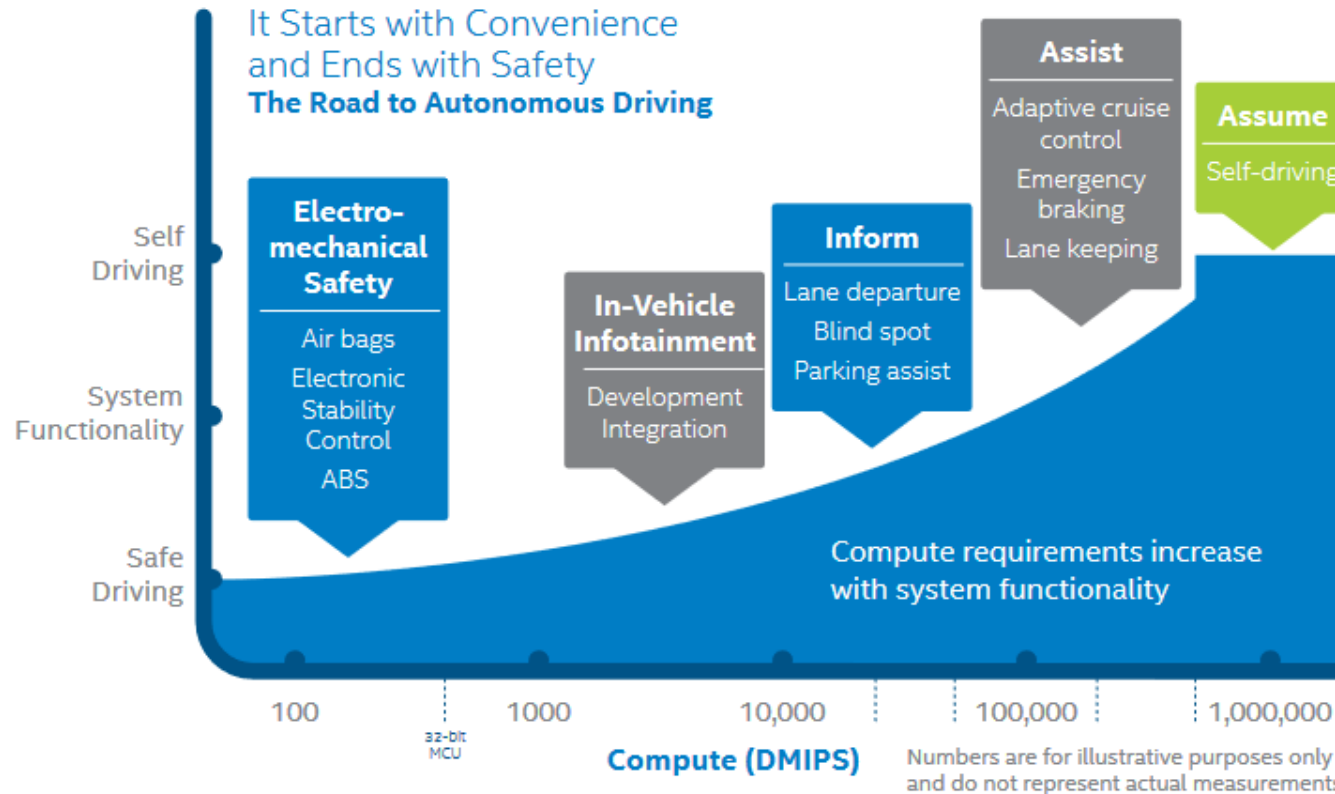 It Starts with Convenience
and Ends with Safety
The Road to Autonomous Driving
Self
Driving
System
Functionality
Safe
Driving
Electro-
mechanical
Safety
Air bags
Electronic
Stability
Control
ABS
In-Vehicle
Infotainment
Development
Integration
Inform
Lane departure
Blind spot
Parking assist
Assist
Adaptive cruise
control
Emergency
braking
Lane keeping
Assume
Self-driving
Compute requirements increase
with system functionality
100
1000
10,000
100,000
1,000,000
32-bit
MCU
Compute (DMIPS)
Numbers are for illustrative purposes only
and do not represent actual measurements